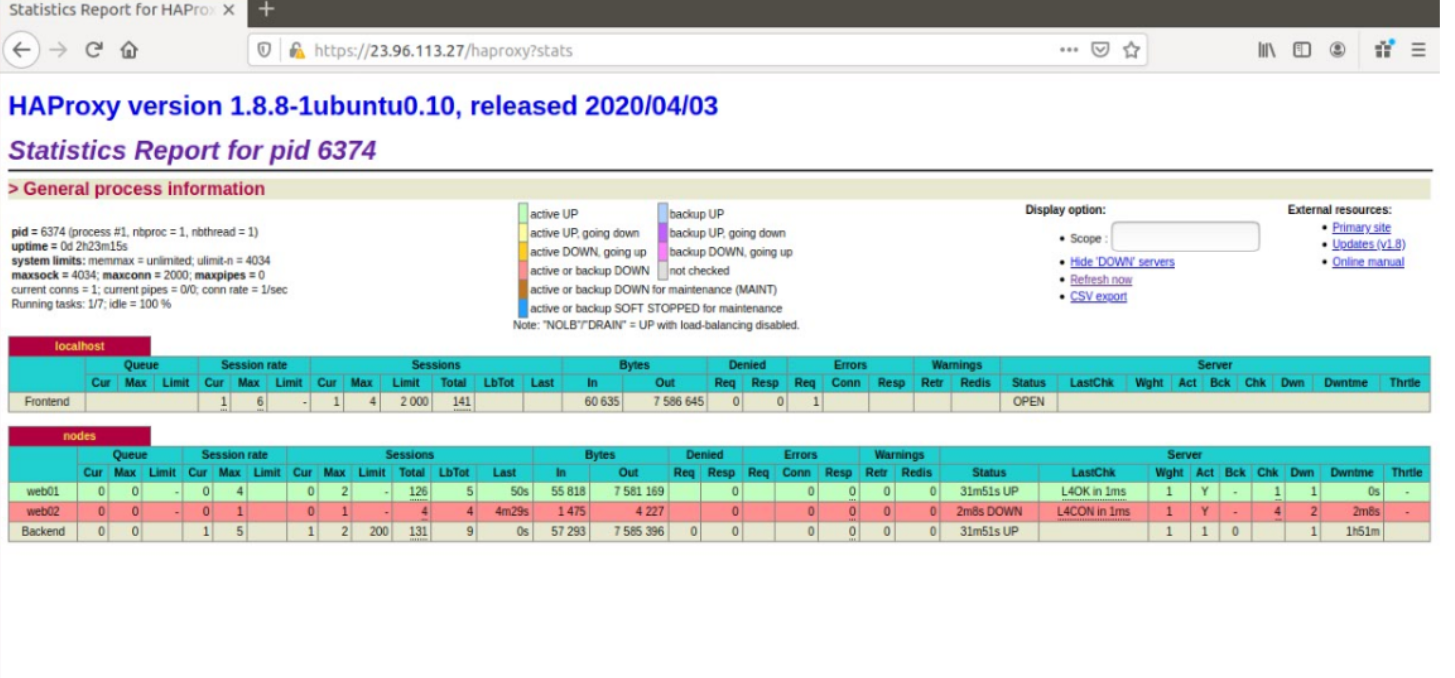 Statistics Report for HAProx ×
+
https://23.96.113.27/haproxy?stats
HAProxy version 1.8.8-1ubuntu0.10, released 2020/04/03
Statistics Report for pid 6374
> General process information
pid = 6374 (process #1, nbproc = 1, nbthread = 1)
uptime = 0d 2h23m15s
system limits: memmax = unlimited; ulimit-n = 4034
maxsock = 4034; maxconn = 2000; maxpipes = 0
current conns = 1; current pipes = 0/0; conn rate = 1/sec
Running tasks: 1/7; idle = 100 %
active UP backup UP
active UP, going down backup UP, going down
active DOWN, going up backup DOWN, going up
active or backup DOWN not checked
active or backup DOWN for maintenance (MAINT)
active or backup SOFT STOPPED for maintenance
Note: "NOLB"/"DRAIN" = UP with load-balancing disabled.
Display option:
• Scope :
• Hide 'DOWN' servers
• Refresh now
• CSV export
External resources:
• Primary site
• Updates (v1.8)
• Online manual
localhost
Queue Session rate Sessions Bytes Denied Errors Warnings Server
Cur Max Limit Cur Max Limit Cur Max Limit Total LbTot Last In Out Req Resp Req Conn Resp Retr Redis Status LastChk Wght Act Bck Chk Dwn Dwntme Thrtle
Frontend 1 6 - 1 4 2 000 141 60 635 7 586 645 0 0 1 OPEN
nodes
Queue Session rate Sessions Bytes Denied Errors Warnings Server
Cur Max Limit Cur Max Limit Cur Max Limit Total LbTot Last In Out Req Resp Req Conn Resp Retr Redis Status LastChk Wght Act Bck Chk Dwn Dwntme Thrtle
web01 0 0 - 0 4 0 2 - 126 5 50s 55 818 7 581 169 0 0 0 0 0 31m51s UP L4OK in 1ms 1 Y - 1 1 0s -
web02 0 0 - 0 1 0 1 - 4 4 4m29s 1 475 4 227 0 0 0 0 0 2m8s DOWN L4CON in 1ms 1 Y - 4 2 2m8s -
Backend 0 0 1 5 1 2 200 131 9 0s 57 293 7 585 396 0 0 0 0 0 0 31m51s UP 1 1 0 1 1h51m